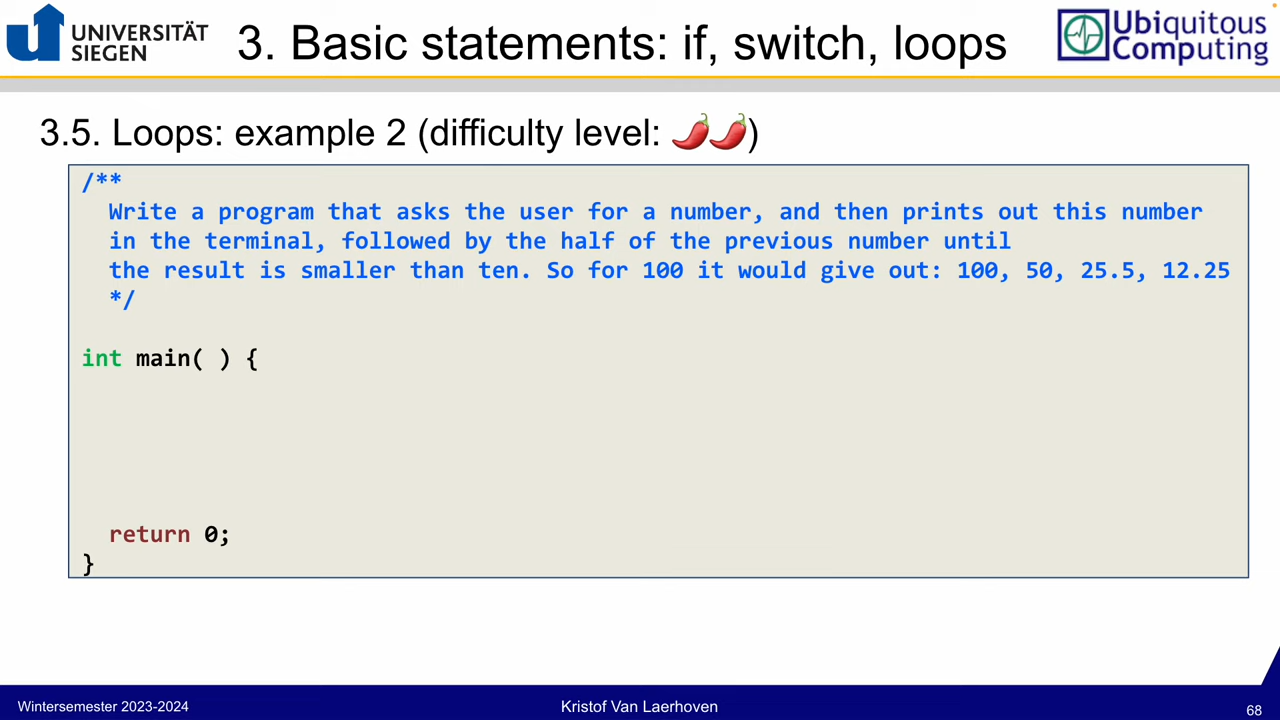 UNIVERSITÄT
SIEGEN
3. Basic statements: if, switch, loops
Ubiquitous
Computing
3.5. Loops: example 2 (difficulty level: 🌶️🌶️)
/**
Write a program that asks the user for a number, and then prints out this number
in the terminal, followed by the half of the previous number until
the result is smaller than ten. So for 100 it would give out: 100, 50, 25.5, 12.25
*/
int main( ) {
return 0;
}
Wintersemester 2023-2024
Kristof Van Laerhoven
68